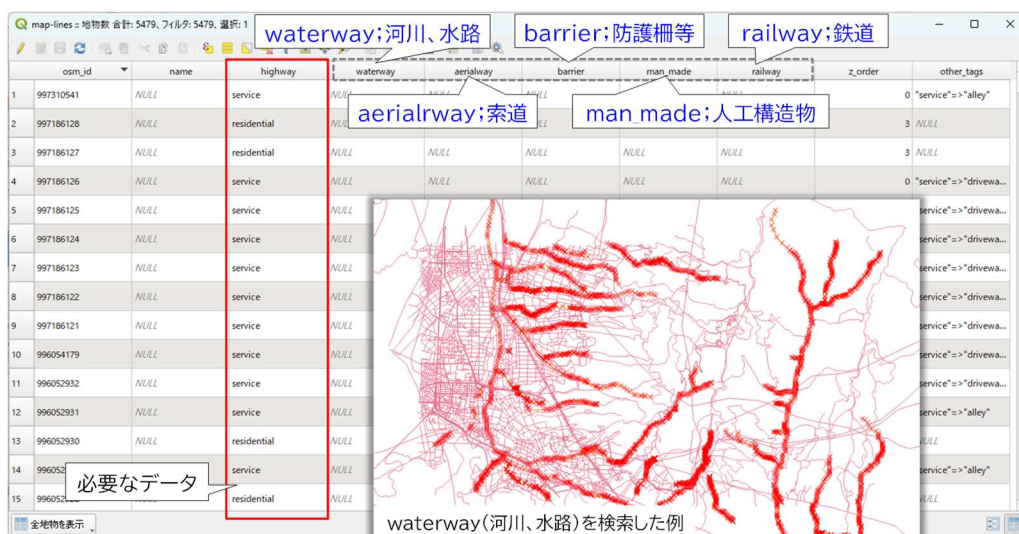 map-lines :: 地物数 合計: 5479、フィルタ: 5479、選択: 1
waterway;河川、水路
barrier;防護柵等
railway;鉄道
osm_id name highway waterway aerialway barrier man_made railway z_order other_tags
aerialrway;索道
man_made;人工構造物
1 997310541 NULL service NULL 0 "service"=>"alley"
2 997186128 NULL residential NULL 3 NULL
3 997186127 NULL residential NULL NULL NULL NULL NULL 3 NULL
4 997186126 NULL service NULL NULL NULL NULL NULL 0 "service"=>"drivewa...
5 997186125 NULL service NULL service"=>"drivewa...
6 997186124 NULL service NULL service"=>"drivewa...
7 997186123 NULL service NULL service"=>"drivewa...
8 997186122 NULL service NULL service"=>"drivewa...
9 997186121 NULL service NULL service"=>"drivewa...
10 996054179 NULL service NULL service"=>"drivewa...
11 996052932 NULL service NULL service"=>"drivewa...
12 996052931 NULL service NULL service"=>"alley"
13 996052930 NULL residential NULL
14 service NULL service"=>"alley"
15 residential NULL
必要なデータ
waterway(河川、水路)を検索した例
全地物を表示